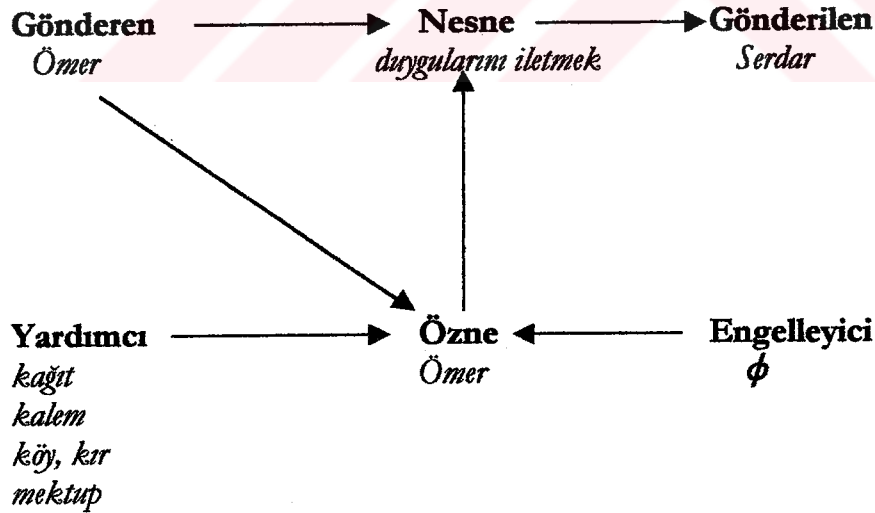 Gönderen Nesne Gönderilen
Ömer duygularını iletmek Serdar
Yardımcı Özne Engelleyici
kağıt Ömer ϕ
kalem
köy, kır
mektup